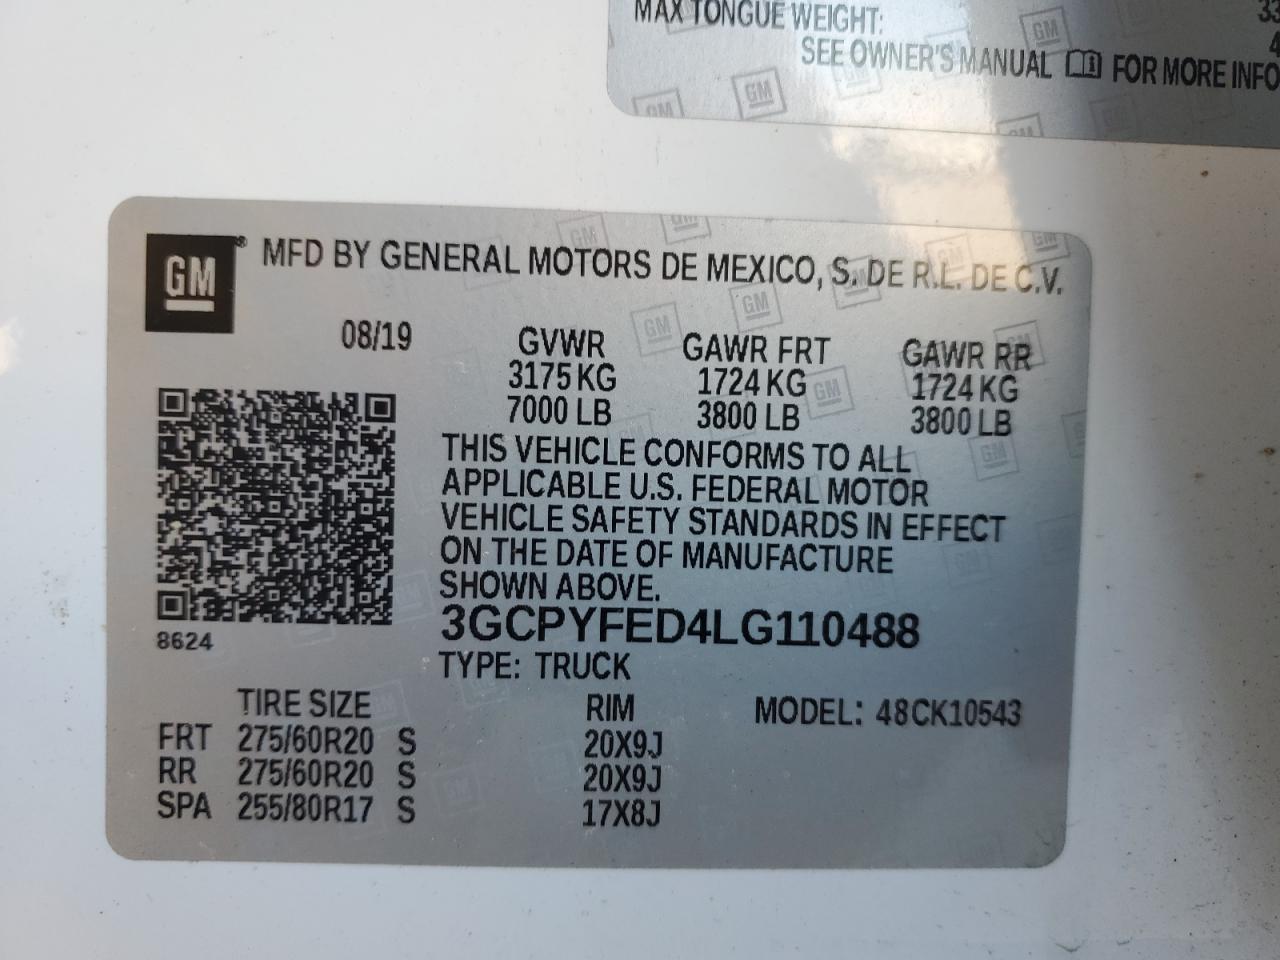 MAX TONGUE WEIGHT:
SEE OWNER'S MANUAL FOR MORE INFO
GM
MFD BY GENERAL MOTORS DE MEXICO, S. DE R.L. DE C.V.
08/19
GVWR GAWR FRT GAWR RR
3175 KG 1724 KG 1724 KG
7000 LB 3800 LB 3800 LB
THIS VEHICLE CONFORMS TO ALL
APPLICABLE U.S. FEDERAL MOTOR
VEHICLE SAFETY STANDARDS IN EFFECT
ON THE DATE OF MANUFACTURE
SHOWN ABOVE.
8624
3GCPYFED4LG110488
TYPE: TRUCK
TIRE SIZE RIM MODEL: 48CK10543
FRT 275/60R20 S 20X9J
RR 275/60R20 S 20X9J
SPA 255/80R17 S 17X8J